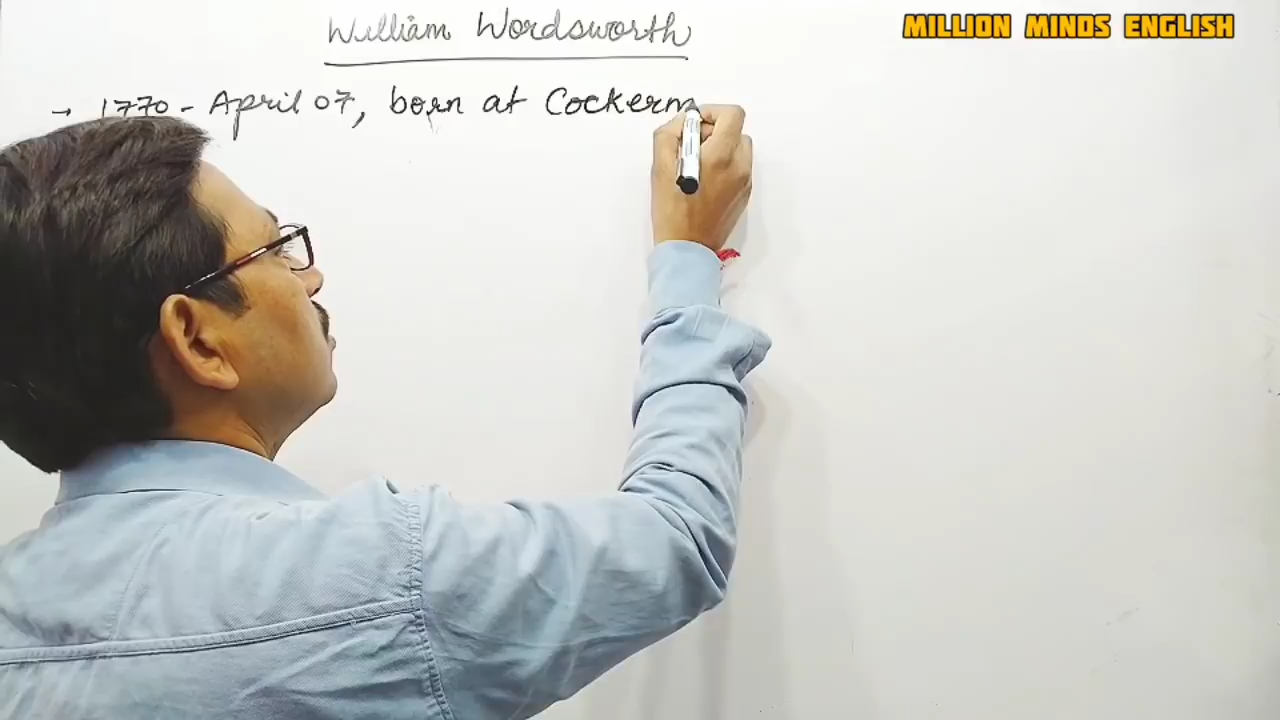 William Wordsworth
MILLION MINDS ENGLISH
→ 1770 - April 07, born at Cockerm